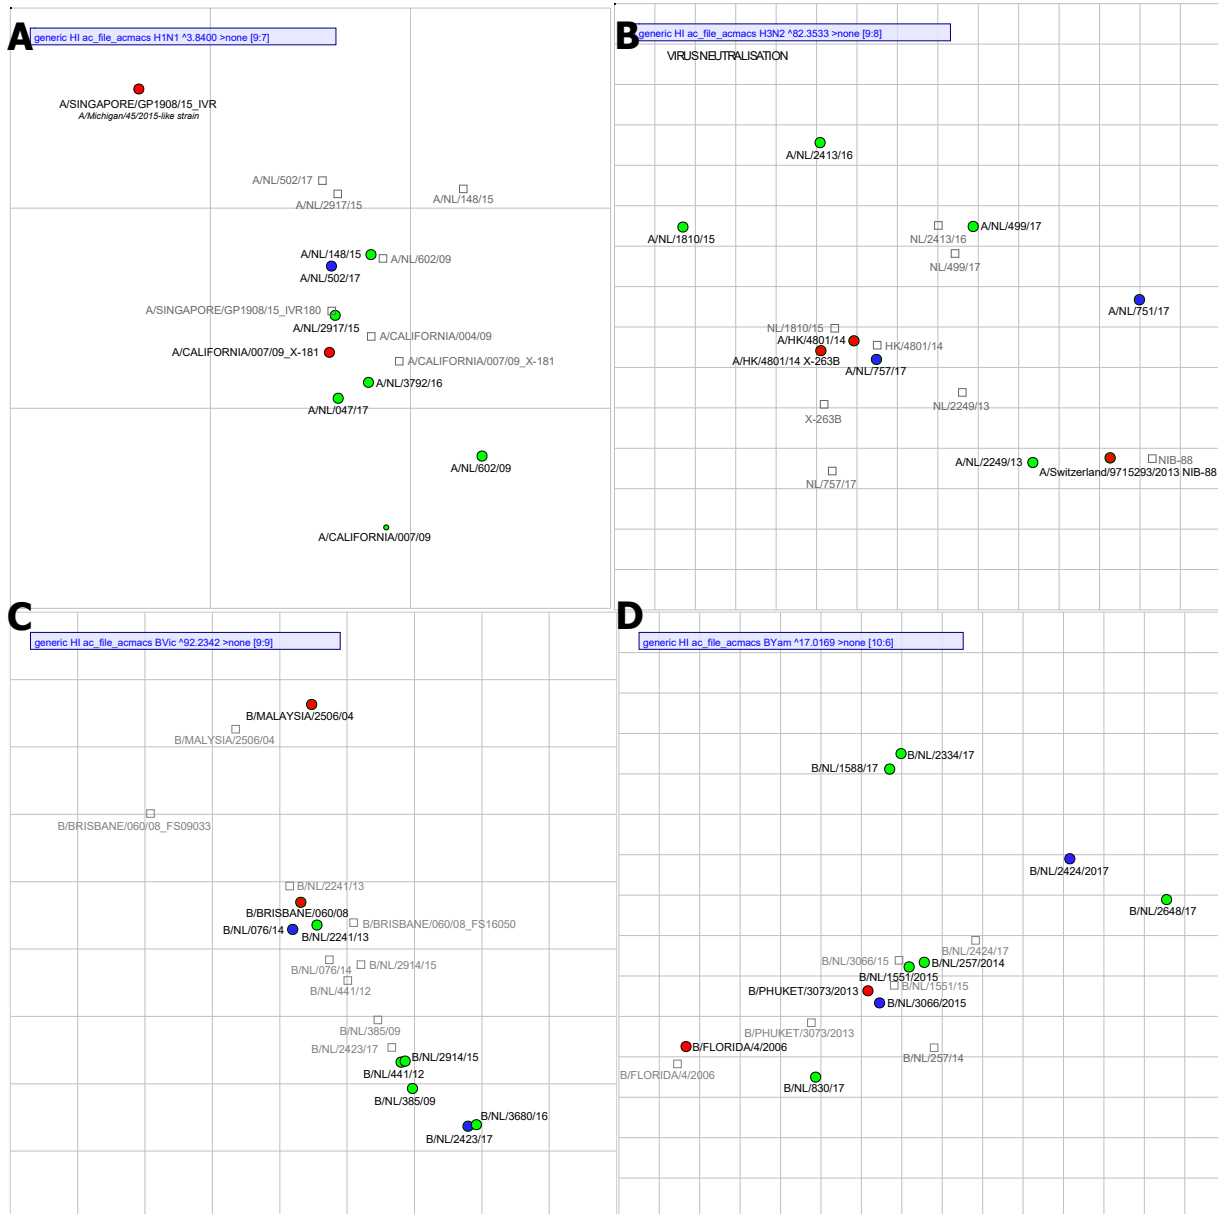 A
generic HI ac_file_acmacs H1N1 ^3.8400 >none [9:7]
A/SINGAPORE/GP1908/15_IVR
A/Michigan/45/2015-like strain
A/NL/502/17
A/NL/2917/15
A/NL/148/15
A/NL/148/15
A/NL/602/09
A/NL/502/17
A/SINGAPORE/GP1908/15_IVR180
A/NL/2917/15
A/CALIFORNIA/004/09
A/CALIFORNIA/007/09_X-181
A/CALIFORNIA/007/09_X-181
A/NL/3792/16
A/NL/047/17
A/NL/602/09
A/CALIFORNIA/007/09
B
generic HI ac_file_acmacs H3N2 ^82.3533 >none [9:8]
VIRUS NEUTRALISATION
A/NL/2413/16
A/NL/1810/15
NL/2413/16
A/NL/499/17
NL/499/17
A/NL/751/17
NL/1810/15
A/HK/4801/14
HK/4801/14
A/HK/4801/14 X-263B
A/NL/757/17
NL/2249/13
X-263B
A/NL/2249/13
NIB-88
A/Switzerland/9715293/2013 NIB-88
NL/757/17
C
generic HI ac_file_acmacs BVic ^92.2342 >none [9:9]
B/MALAYSIA/2506/04
B/MALYSIA/2506/04
B/BRISBANE/060/08_FS09033
B/NL/2241/13
B/BRISBANE/060/08
B/BRISBANE/060/08_FS16050
B/NL/076/14
B/NL/2241/13
B/NL/076/14
B/NL/2914/15
B/NL/441/12
B/NL/385/09
B/NL/2423/17
B/NL/2914/15
B/NL/441/12
B/NL/385/09
B/NL/3680/16
B/NL/2423/17
D
generic HI ac_file_acmacs BYam ^17.0169 >none [10:6]
B/NL/2334/17
B/NL/1588/17
B/NL/2424/2017
B/NL/2648/17
B/NL/2424/17
B/NL/3066/15
B/NL/257/2014
B/NL/1551/2015
B/NL/1551/15
B/PHUKET/3073/2013
B/NL/3066/2015
B/PHUKET/3073/2013
B/FLORIDA/4/2006
B/NL/257/14
B/FLORIDA/4/2006
B/NL/830/17